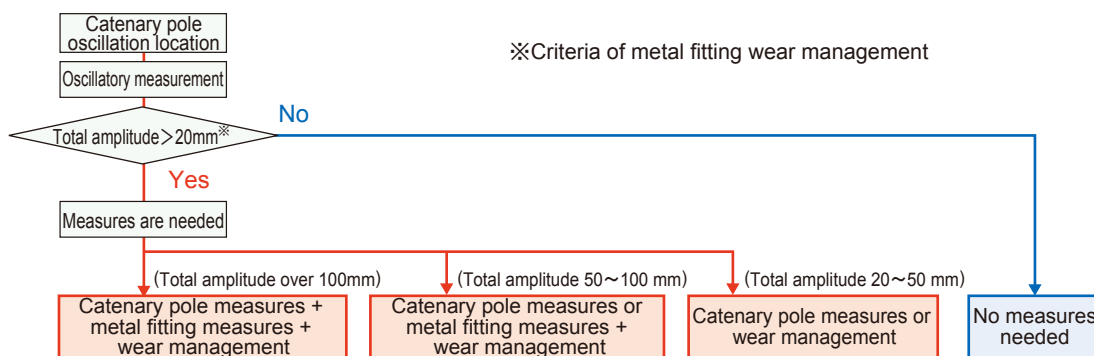 Catenary pole
oscillation location
※Criteria of metal fitting wear management
Oscillatory measurement
No
Total amplitude＞20mm※
Yes
Measures are needed
(Total amplitude over 100mm)
(Total amplitude 50～100 mm)
(Total amplitude 20～50 mm)
Catenary pole measures +
metal fitting measures +
wear management
Catenary pole measures or
metal fitting measures +
wear management
Catenary pole measures or
wear management
No measures
needed